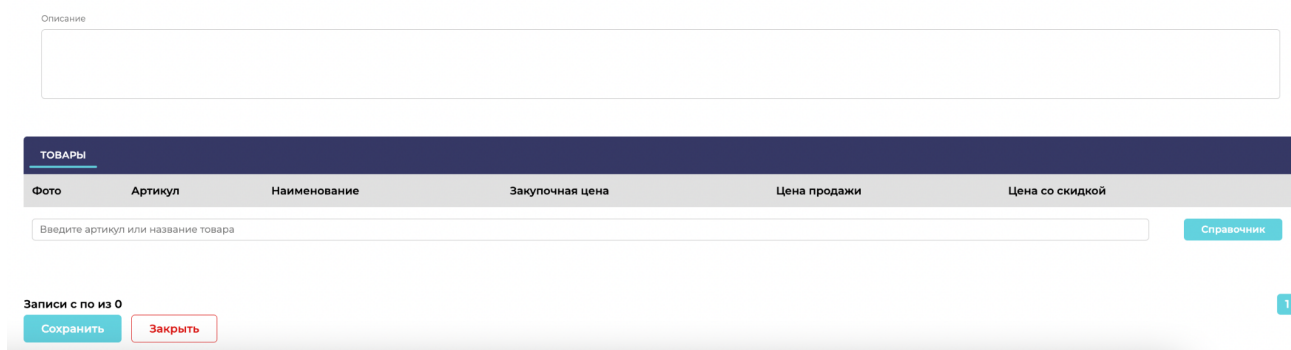 Описание
ТОВАРЫ
Фото Артикул Наименование Закупочная цена Цена продажи Цена со скидкой
Введите артикул или название товара Справочник
Записи с по из 0
1
Сохранить Закрыть